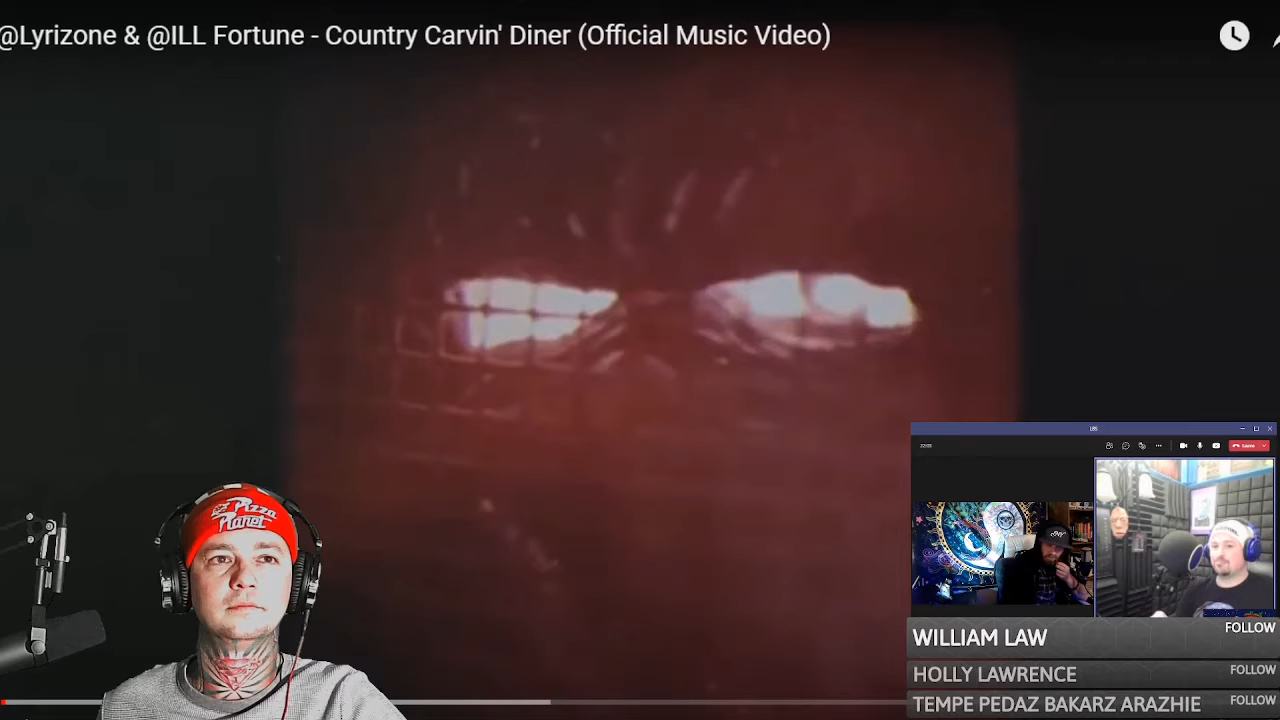 @Lyrizone & @ILL Fortune - Country Carvin' Diner (Official Music Video)
Pizza
Planet
Leave
WILLIAM LAW
FOLLOW
HOLLY LAWRENCE
FOLLOW
TEMPE PEDAZ BAKARZ ARAZHIE
FOLLOW